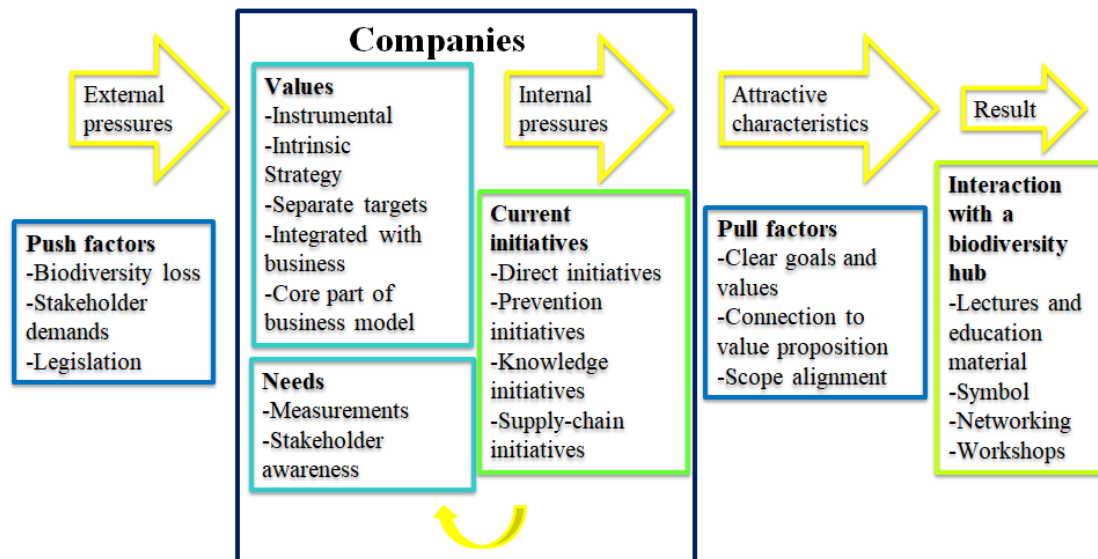 Companies
External
pressures
Push factors
-Biodiversity loss
-Stakeholder
demands
-Legislation
Values
-Instrumental
-Intrinsic
Strategy
-Separate targets
-Integrated with
business
-Core part of
business model
Needs
-Measurements
-Stakeholder
awareness
Internal
pressures
Current
initiatives
-Direct initiatives
-Prevention
initiatives
-Knowledge
initiatives
-Supply-chain
initiatives
Attractive
characteristics
Pull factors
-Clear goals and
values
-Connection to
value proposition
-Scope alignment
Result
Interaction
with a
biodiversity
hub
-Lectures and
education
material
-Symbol
-Networking
-Workshops